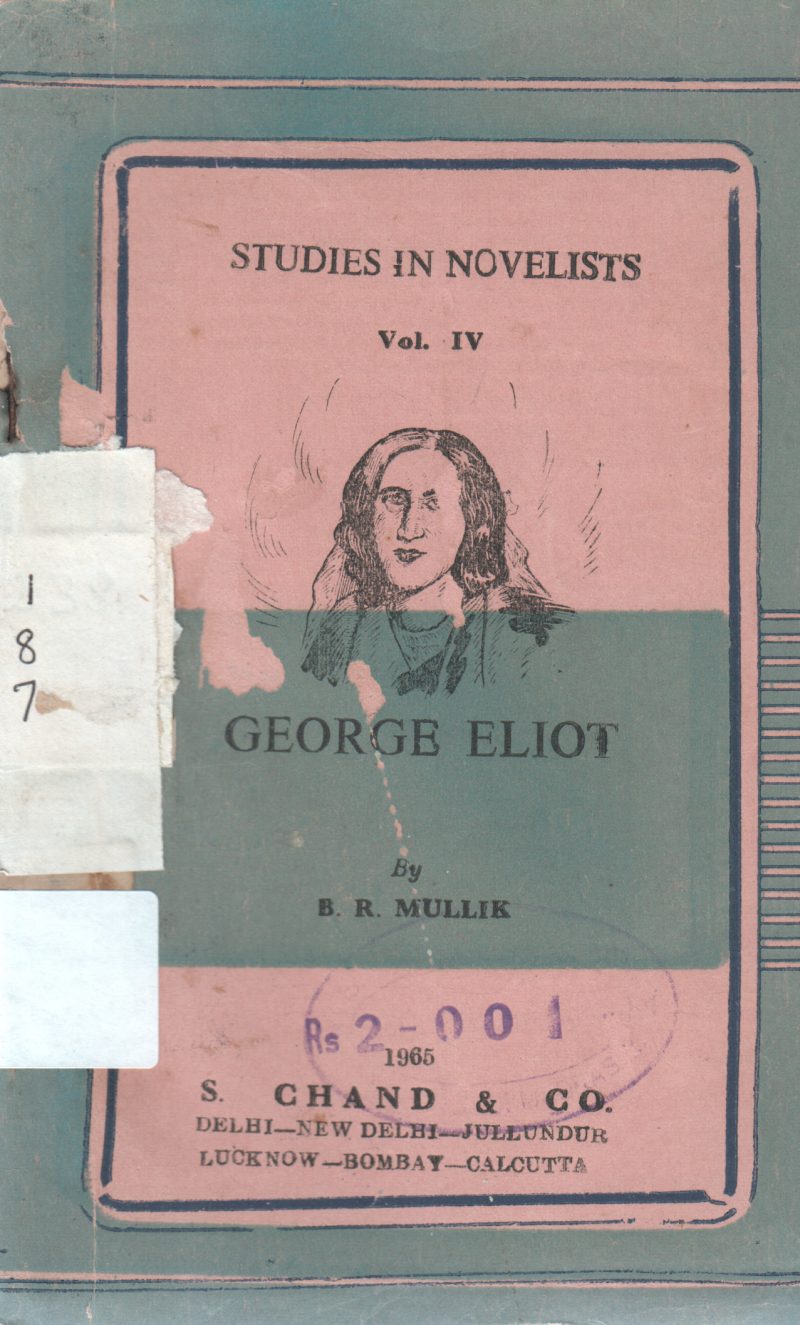 STUDIES IN NOVELISTS
Vol. IV
1
8
7
GEORGE ELIOT
By
B. R. MULLIK
Rs 2-001
1965
S. CHAND & CO.
DELHI—NEW DELHI—JULLUNDUR
LUCKNOW—BOMBAY—CALCUTTA